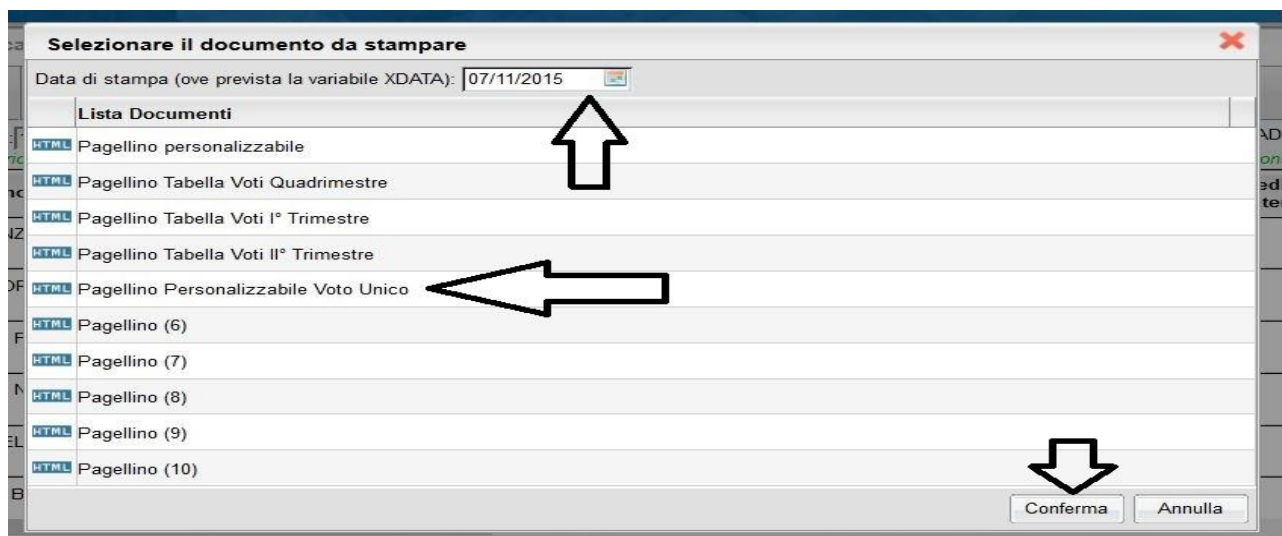 Selezionare il documento da stampare
Data di stampa (ove prevista la variabile XDATA): 07/11/2015
Lista Documenti
HTML Pagellino personalizzabile
HTML Pagellino Tabella Voti Quadrimestre
HTML Pagellino Tabella Voti I° Trimestre
HTML Pagellino Tabella Voti II° Trimestre
HTML Pagellino Personalizzabile Voto Unico
HTML Pagellino (6)
HTML Pagellino (7)
HTML Pagellino (8)
HTML Pagellino (9)
HTML Pagellino (10)
Conferma Annulla